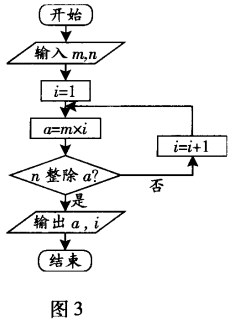 开始
输入 m,n
i=1
a=m×i
i=i+1
n 整除 a?
否
是
输出 a , i
结束
图 3